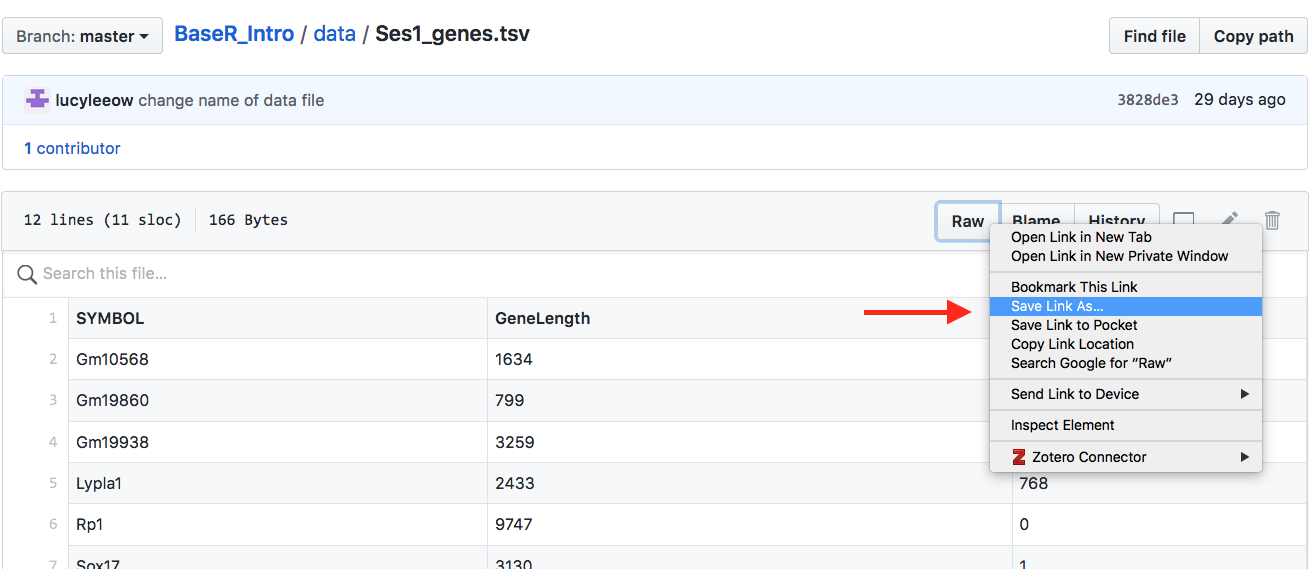 Branch: master BaseR_Intro / data / Ses1_genes.tsv Find file Copy path
lucyleeow change name of data file 3828de3 29 days ago
1 contributor
12 lines (11 sloc) 166 Bytes Raw Blame History
Open Link in New Tab
Open Link in New Private Window
Search this file...
Bookmark This Link
Save Link As...
1 SYMBOL GeneLength
Save Link to Pocket
Copy Link Location
2 Gm10568 1634
Search Google for “Raw”
Send Link to Device
3 Gm19860 799
Inspect Element
4 Gm19938 3259
Z Zotero Connector
5 Lypla1 2433 768
6 Rp1 9747 0
7 Sox17 3130 1